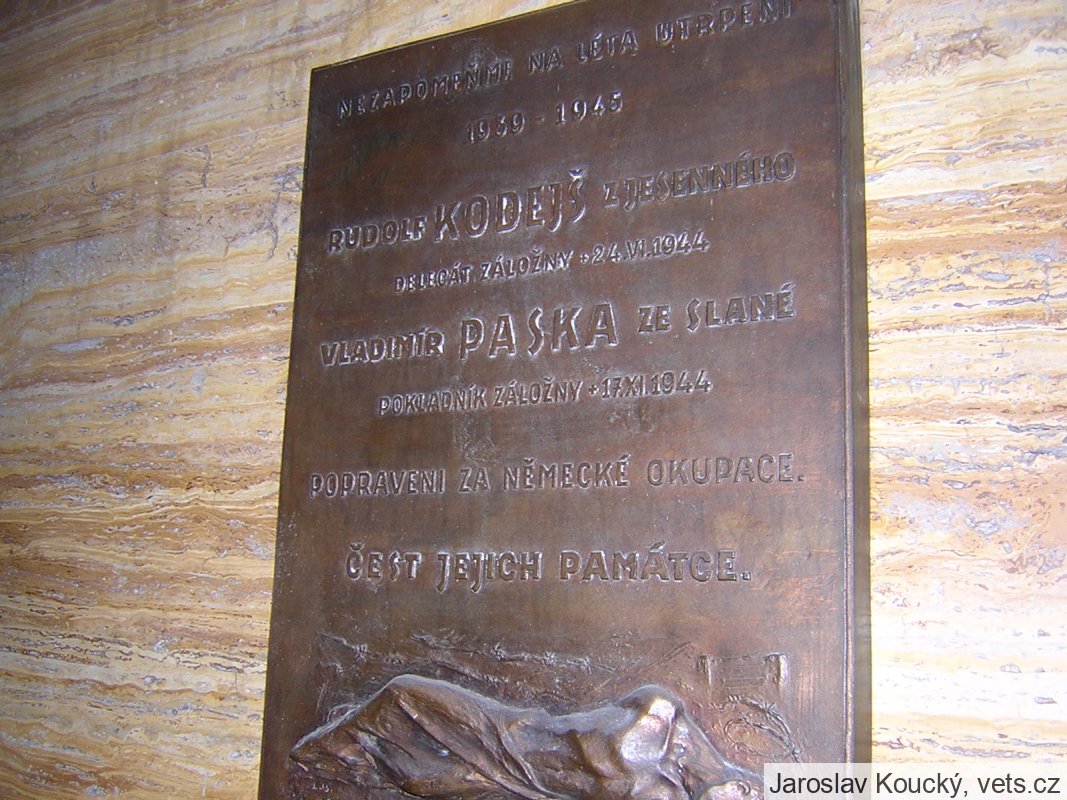 NEZAPOMEŇME NA LÉTA UTRPENÍ
1939 - 1945
RUDOLF KODEJŠ Z JESENNÉHO
DELEGÁT ZÁLOŽNY +24.VI.1944
VLADIMÍR PASKA ZE SLANÉ
POKLADNÍK ZÁLOŽNY +17.XI.1944
POPRAVENI ZA NĚMECKÉ OKUPACE.
ČEST JEJICH PAMÁTCE.
Jaroslav Koucký, vets.cz